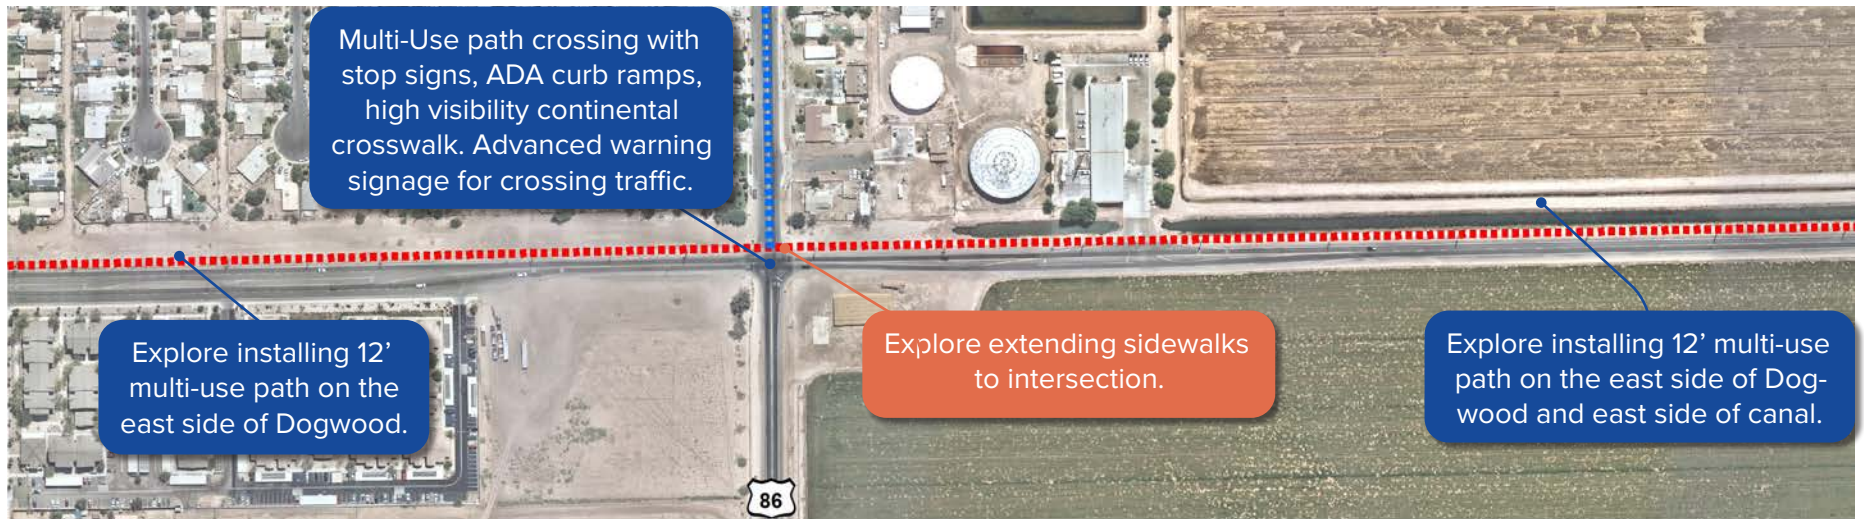 Multi-Use path crossing with
stop signs, ADA curb ramps,
high visibility continental
crosswalk. Advanced warning
signage for crossing traffic.
Explore installing 12’
multi-use path on the
east side of Dogwood.
Explore extending sidewalks
to intersection.
Explore installing 12’ multi-use
path on the east side of Dog-
wood and east side of canal.
86